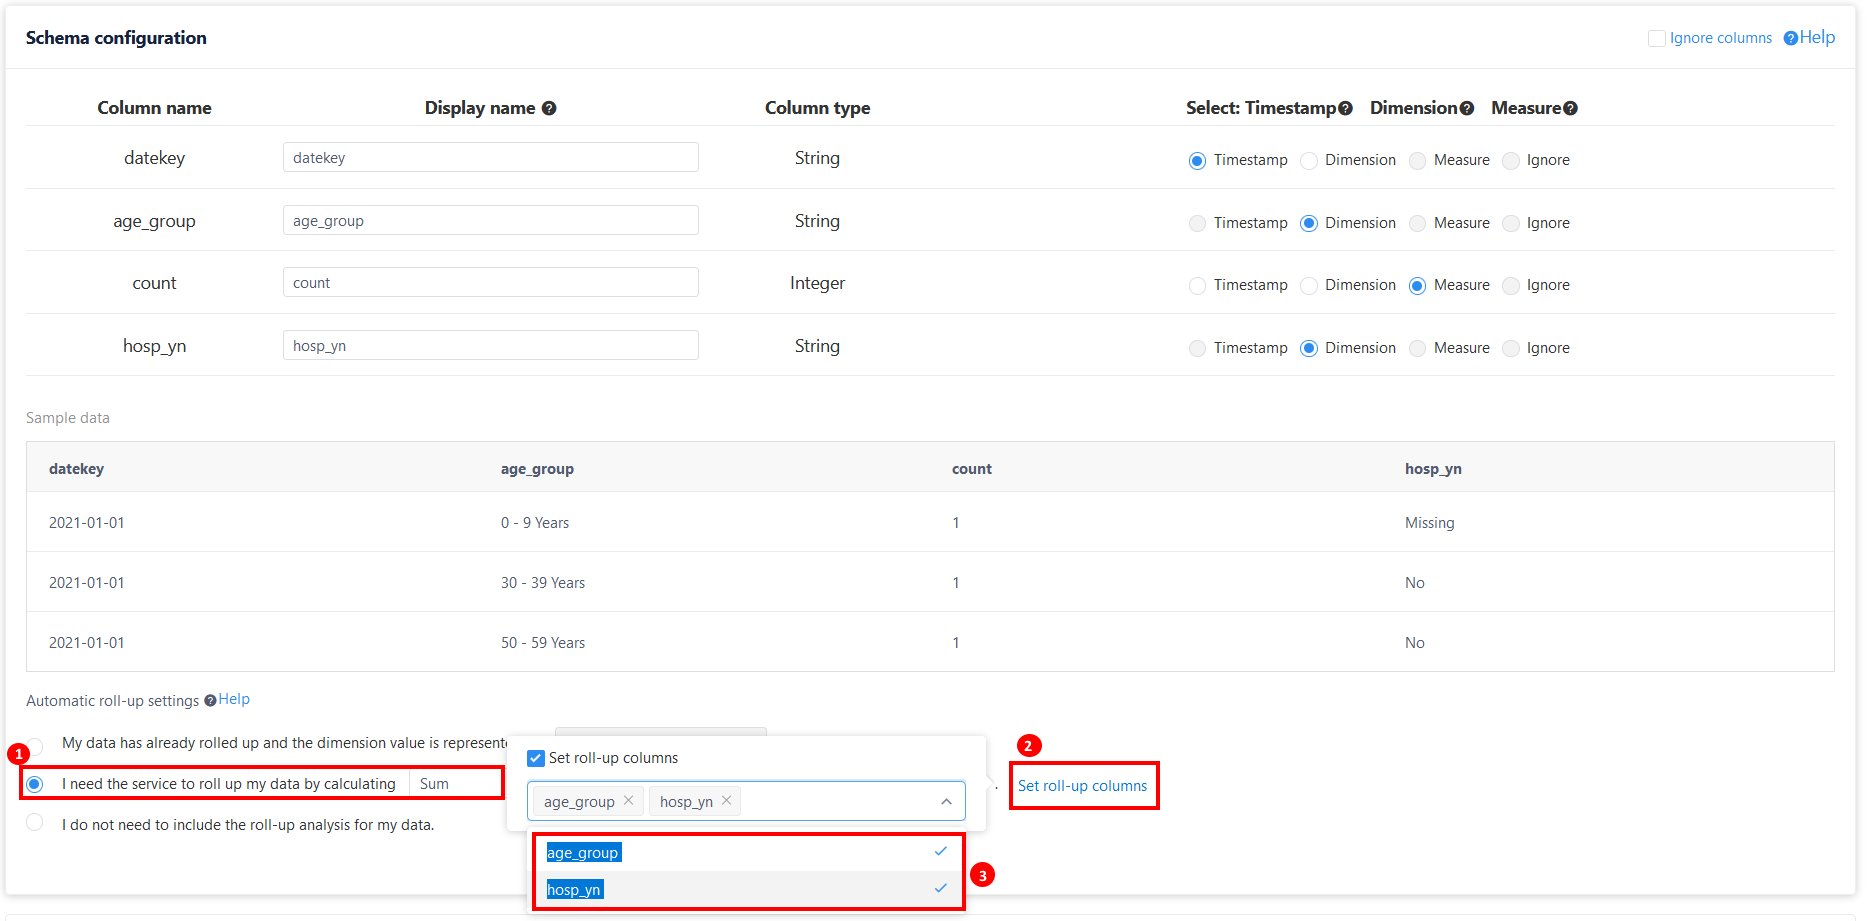 Schema configuration
Ignore columns Help
Column name Display name Column type Select: Timestamp Dimension Measure
datekey datekey String Timestamp Dimension Measure Ignore
age_group age_group String Timestamp Dimension Measure Ignore
count count Integer Timestamp Dimension Measure Ignore
hosp_yn hosp_yn String Timestamp Dimension Measure Ignore
Sample data
datekey age_group count hosp_yn
2021-01-01 0 - 9 Years 1 Missing
2021-01-01 30 - 39 Years 1 No
2021-01-01 50 - 59 Years 1 No
Automatic roll-up settings Help
My data has already rolled up and the dimension value is represente
1
I need the service to roll up my data by calculating Sum
I do not need to include the roll-up analysis for my data.
Set roll-up columns
age_group hosp_yn
.
2
Set roll-up columns
age_group
hosp_yn
3